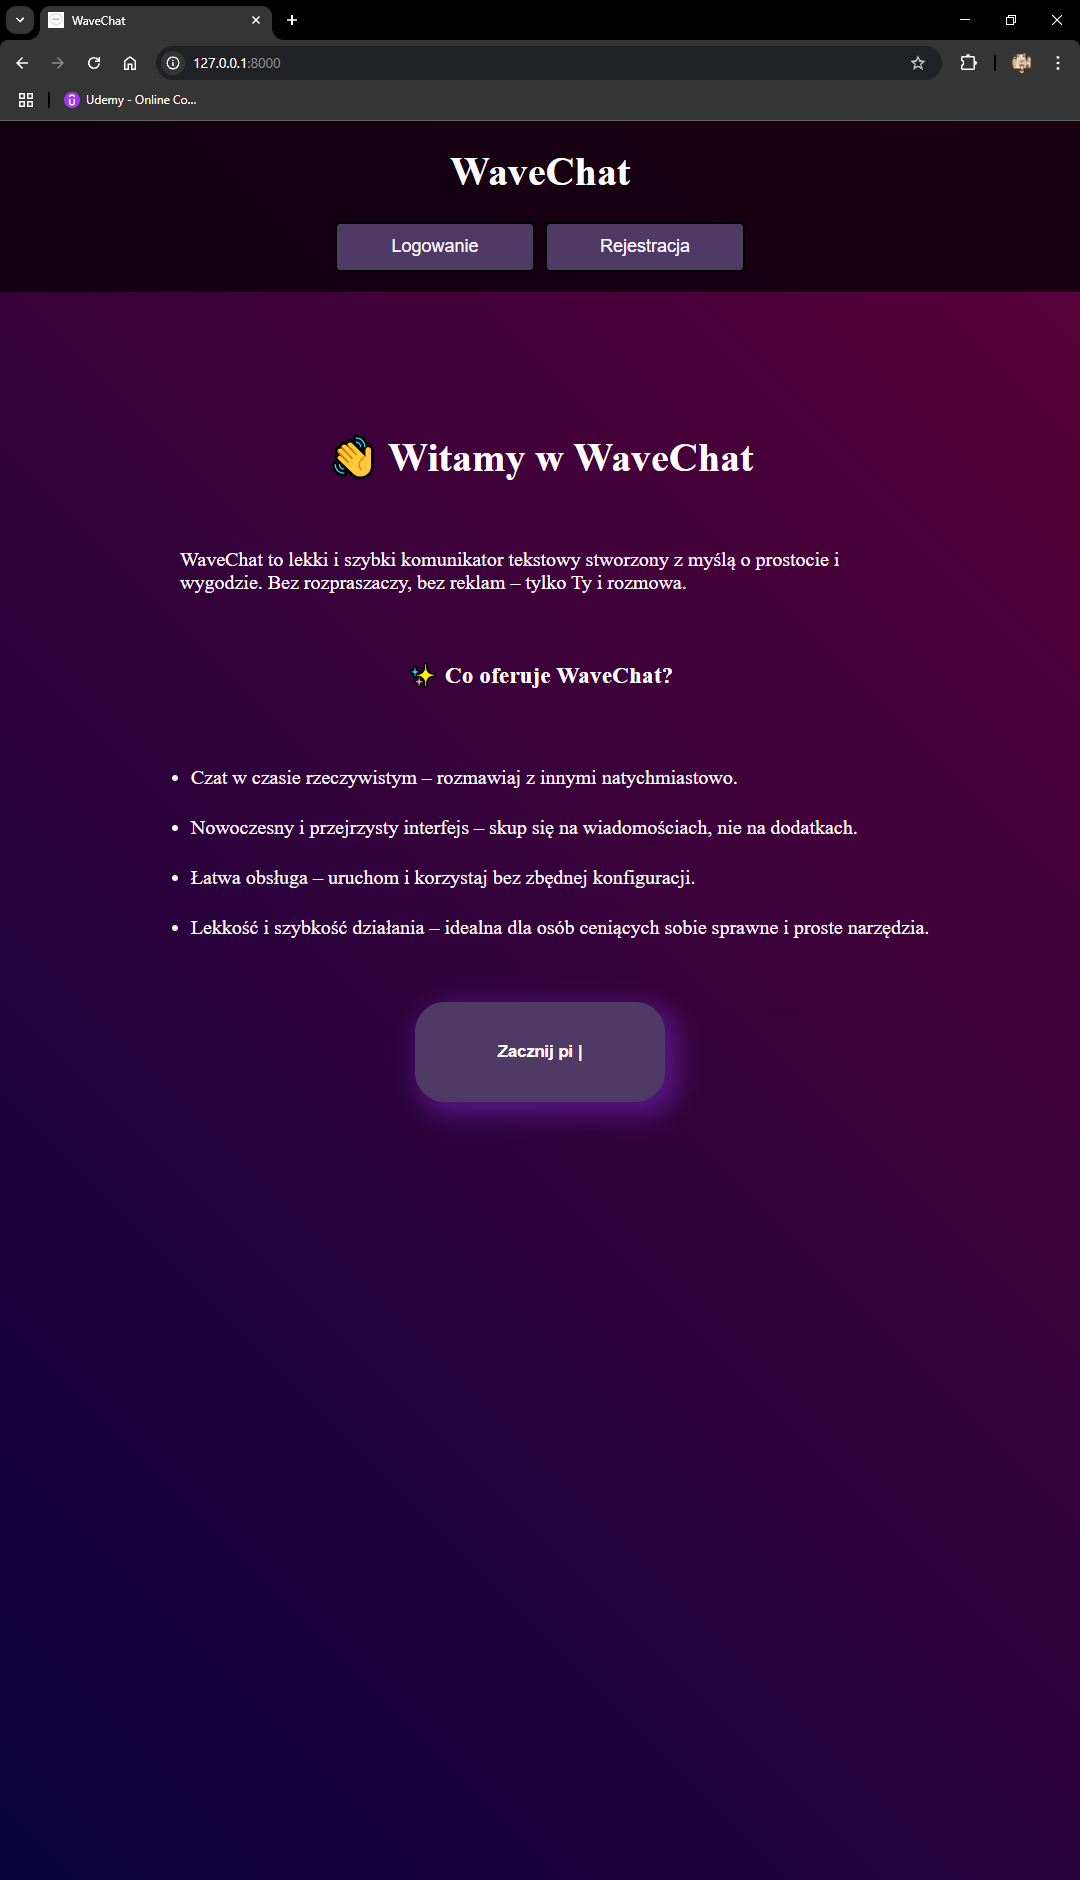 WaveChat
127.0.0.1:8000
Udemy - Online Co...
WaveChat
Logowanie
Rejestracja
👋 Witamy w WaveChat
WaveChat to lekki i szybki komunikator tekstowy stworzony z myślą o prostocie i
wygodzie. Bez rozpraszaczy, bez reklam – tylko Ty i rozmowa.
✨ Co oferuje WaveChat?
• Czat w czasie rzeczywistym – rozmawiaj z innymi natychmiastowo.
• Nowoczesny i przejrzysty interfejs – skup się na wiadomościach, nie na dodatkach.
• Łatwa obsługa – uruchom i korzystaj bez zbędnej konfiguracji.
• Lekkość i szybkość działania – idealna dla osób ceniących sobie sprawne i proste narzędzia.
Zacznij pi |